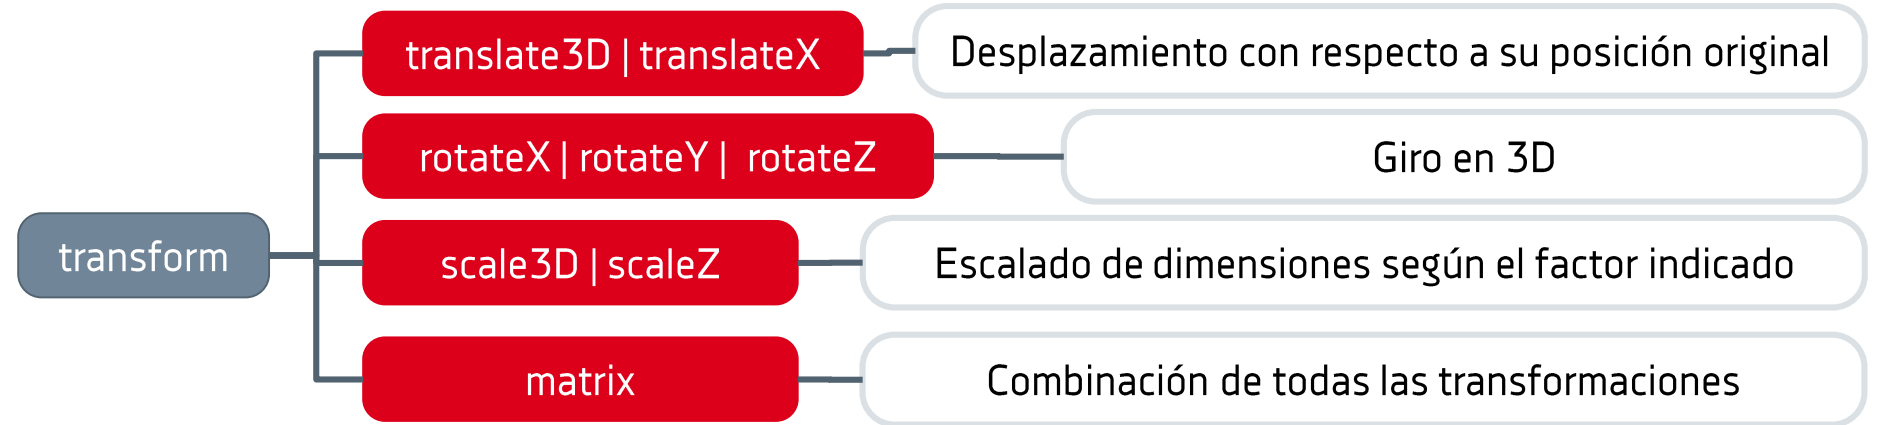 translate3D | translateX
Desplazamiento con respecto a su posición original
rotateX | rotateY | rotateZ
Giro en 3D
transform
scale3D | scaleZ
Escalado de dimensiones según el factor indicado
matrix
Combinación de todas las transformaciones